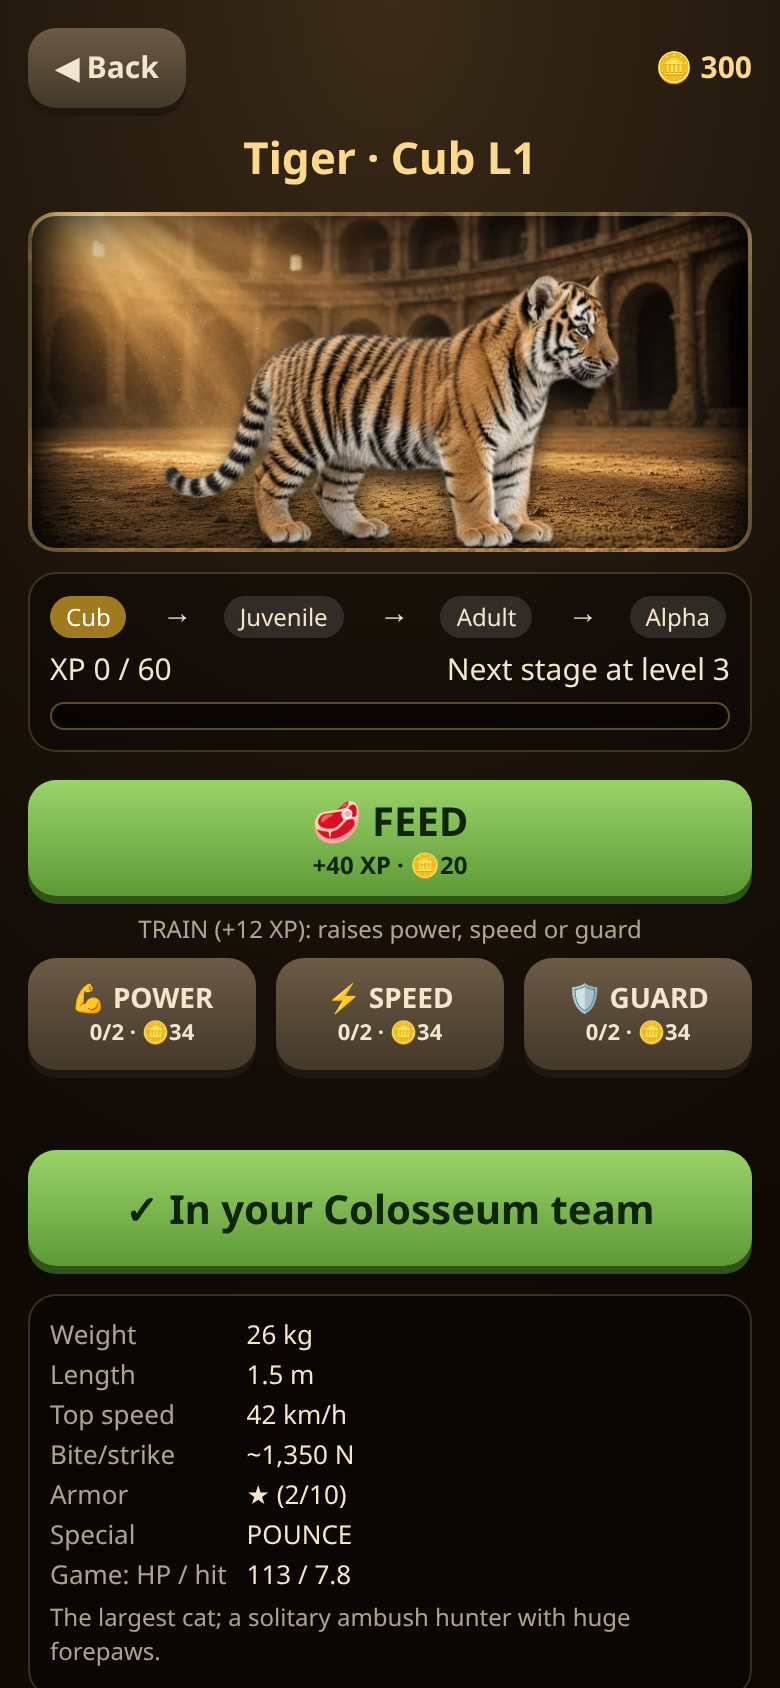 ◀ Back
🪙 300
Tiger · Cub L1
Cub → Juvenile → Adult → Alpha
XP 0 / 60 Next stage at level 3
🥩 FEED
+40 XP · 🪙20
TRAIN (+12 XP): raises power, speed or guard
💪 POWER ⚡ SPEED 🛡️ GUARD
0/2 · 🪙34 0/2 · 🪙34 0/2 · 🪙34
✓ In your Colosseum team
Weight 26 kg
Length 1.5 m
Top speed 42 km/h
Bite/strike ~1,350 N
Armor ★ (2/10)
Special POUNCE
Game: HP / hit 113 / 7.8
The largest cat; a solitary ambush hunter with huge
forepaws.